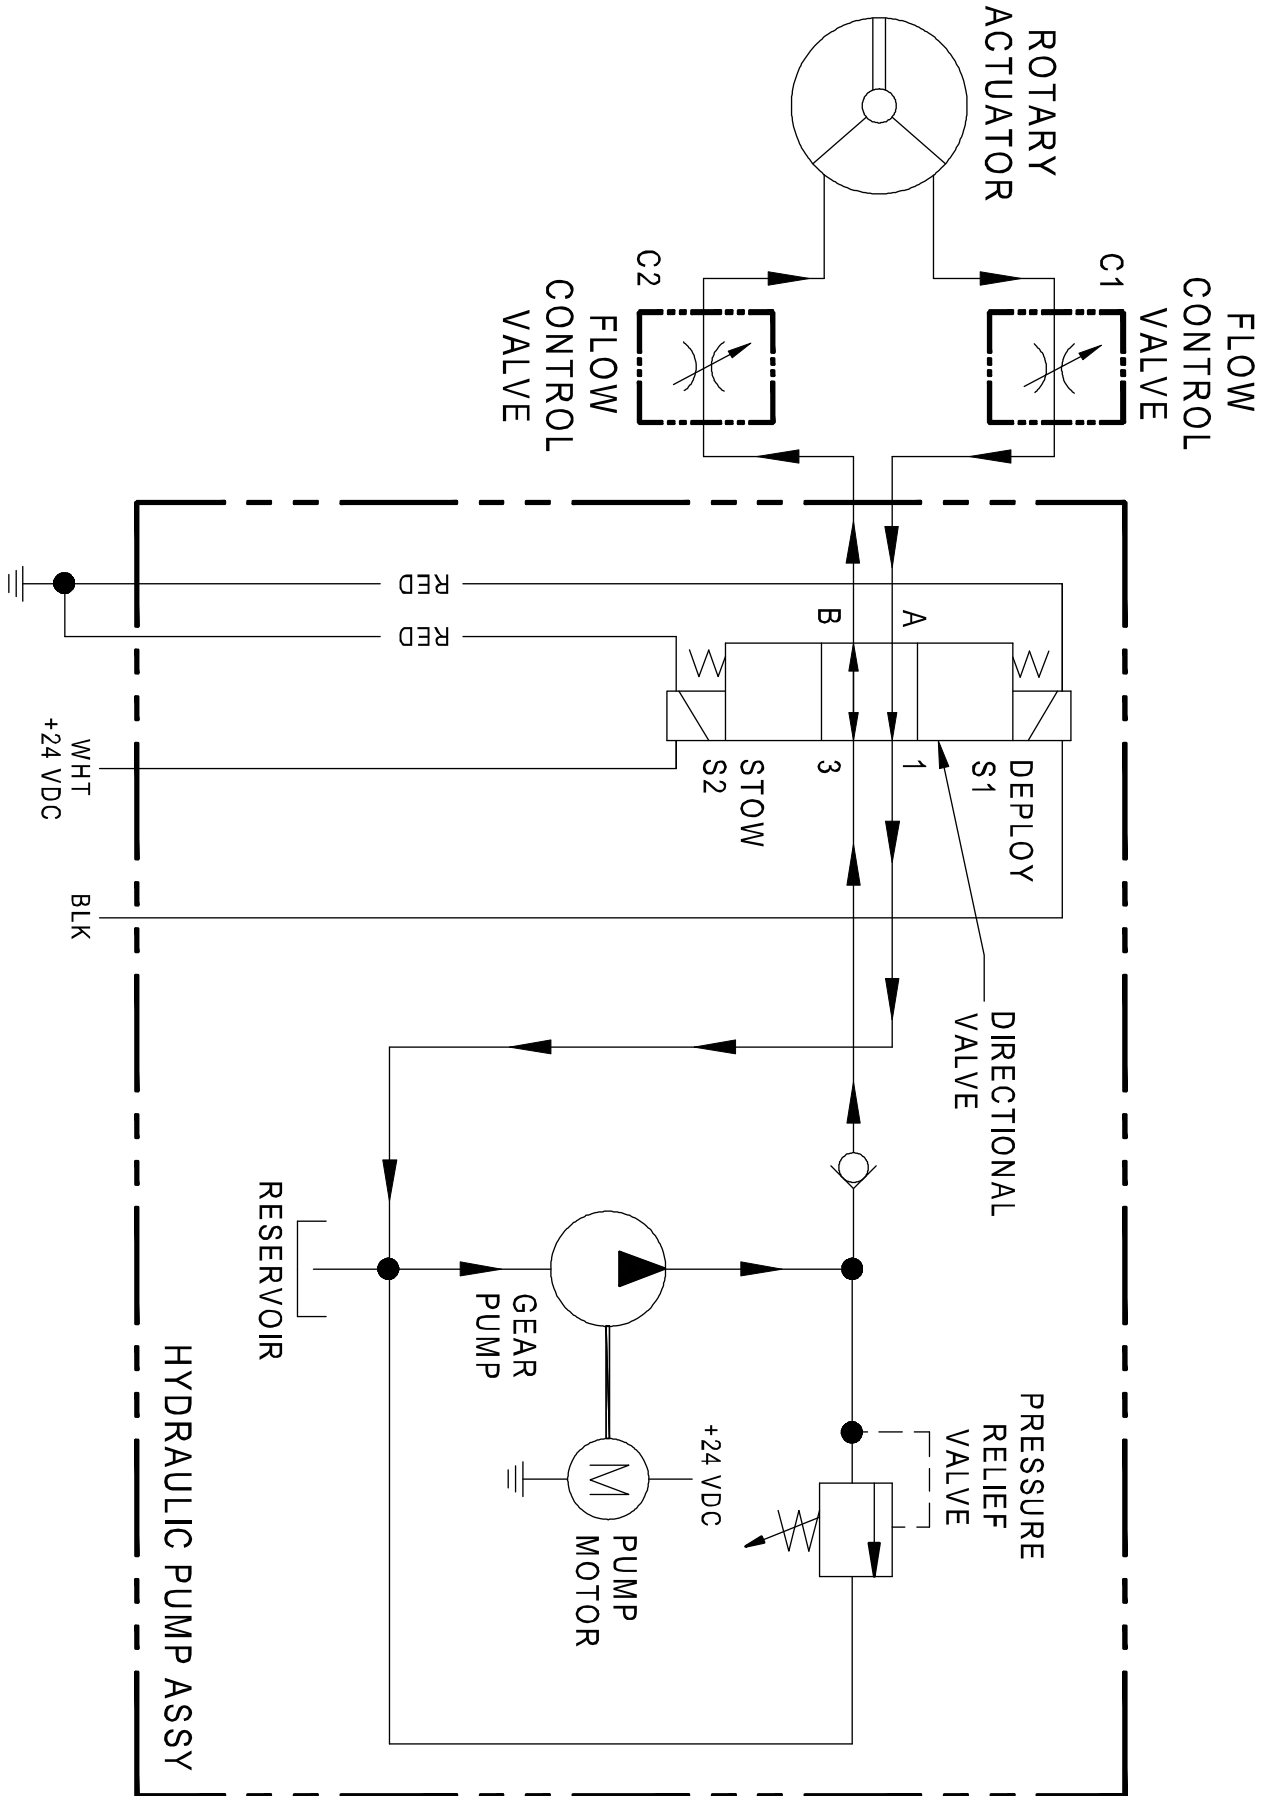 ROTARY
ACTUATOR
FLOW
CONTROL
VALVE
C1
C2
FLOW
CONTROL
VALVE
RED
RED
A
B
DEPLOY
S1
1
3
STOW
S2
WHT
+24 VDC
BLK
DIRECTIONAL
VALVE
RESERVOIR
GEAR
PUMP
PRESSURE
RELIEF
VALVE
+24 VDC
M
PUMP
MOTOR
HYDRAULIC PUMP ASSY